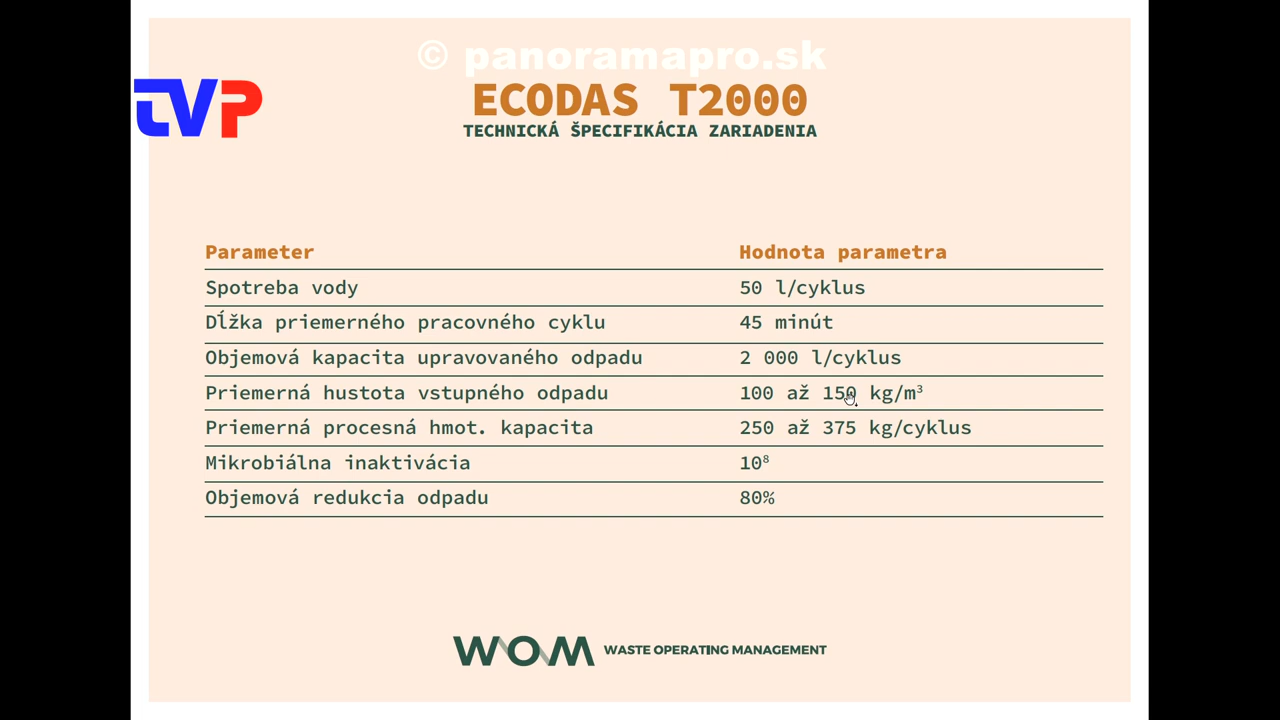 © panoramapro.sk
TVP
ECODAS T2000
TECHNICKÁ ŠPECIFIKÁCIA ZARIADENIA
Parameter Hodnota parametra
Spotreba vody 50 l/cyklus
Dĺžka priemerného pracovného cyklu 45 minút
Objemová kapacita upravovaného odpadu 2 000 l/cyklus
Priemerná hustota vstupného odpadu 100 až 150 kg/m³
Priemerná procesná hmot. kapacita 250 až 375 kg/cyklus
Mikrobiálna inaktivácia 10⁸
Objemová redukcia odpadu 80%
WOM WASTE OPERATING MANAGEMENT